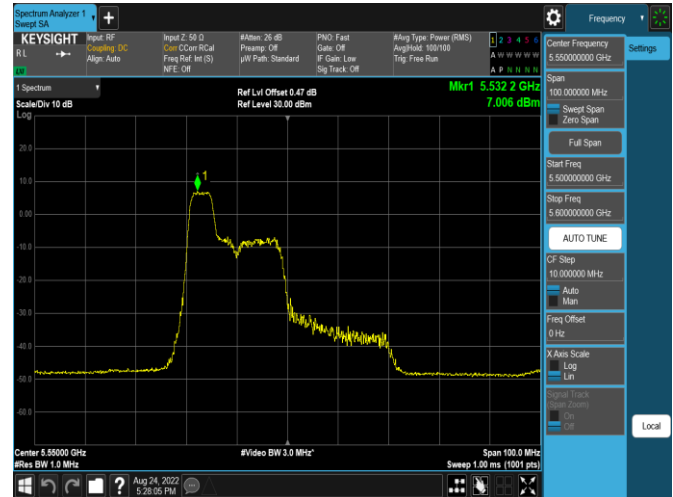 Spectrum Analyzer 1
Swept SA
Frequency
KEYSIGHT
RL
Input: RF
Coupling: DC
Align: Auto
Input Z: 50 Ω
Corr CCorr RCal
Freq Ref: Int (S)
NFE: Off
#Atten: 26 dB
Preamp: Off
µW Path: Standard
PNO: Fast
Gate: Off
IF Gain: Low
Sig Track: Off
#Avg Type: Power (RMS)
Avg|Hold: 100/100
Trig: Free Run
1 2 3 4 5 6
A W W W W W
A P N N N N
1 Spectrum
Scale/Div 10 dB
Log
Ref Lvl Offset 0.47 dB
Ref Level 30.00 dBm
Mkr1 5.532 2 GHz
7.006 dBm
20.0
10.0
0.00
-10.0
-20.0
-30.0
-40.0
-50.0
-60.0
1
Center 5.55000 GHz
#Res BW 1.0 MHz
#Video BW 3.0 MHz*
Span 100.0 MHz
Sweep 1.00 ms (1001 pts)
Center Frequency
5.550000000 GHz
Settings
Span
100.000000 MHz
Swept Span
Zero Span
Full Span
Start Freq
5.500000000 GHz
Stop Freq
5.600000000 GHz
AUTO TUNE
CF Step
10.000000 MHz
Auto
Man
Freq Offset
0 Hz
X Axis Scale
Log
Lin
Signal Track
(Span Zoom)
On
Off
Local
Aug 24, 2022
5:28:05 PM